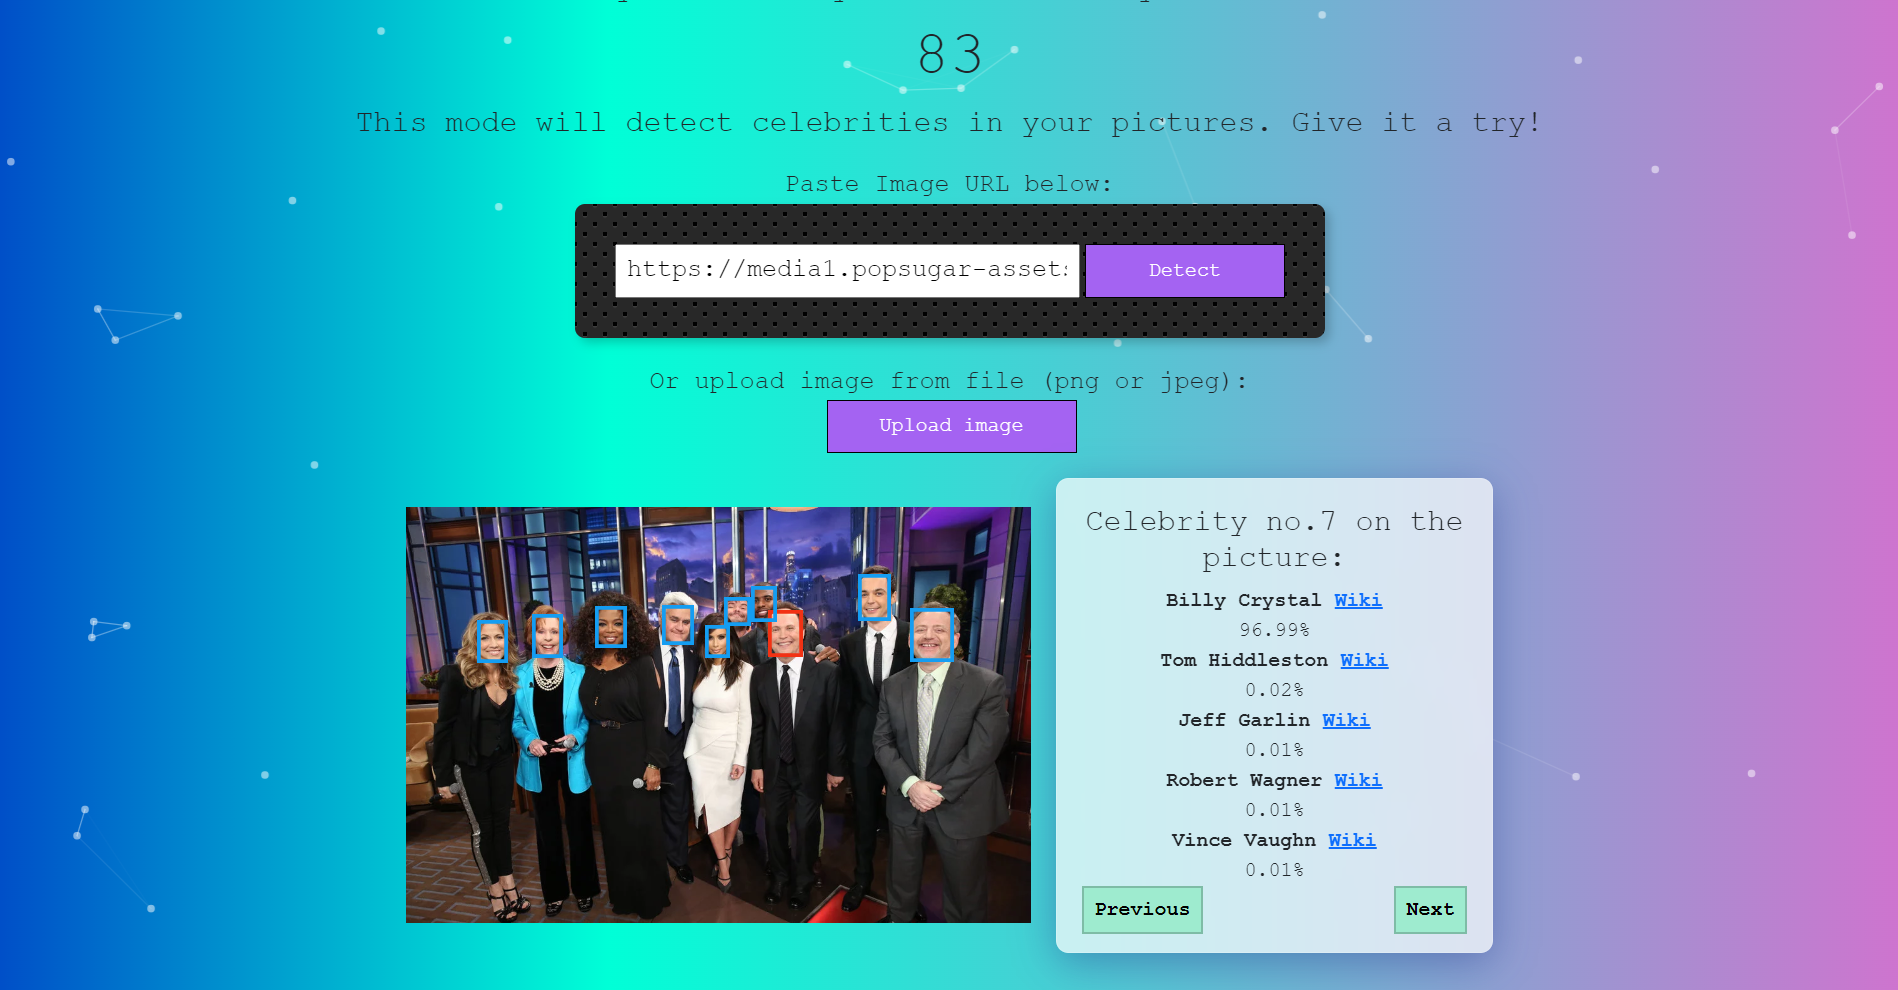 83
This mode will detect celebrities in your pictures. Give it a try!
Paste Image URL below:
https://media1.popsugar-assets
Detect
Or upload image from file (png or jpeg):
Upload image
Celebrity no.7 on the
picture:
Billy Crystal Wiki
96.99%
Tom Hiddleston Wiki
0.02%
Jeff Garlin Wiki
0.01%
Robert Wagner Wiki
0.01%
Vince Vaughn Wiki
0.01%
Previous
Next